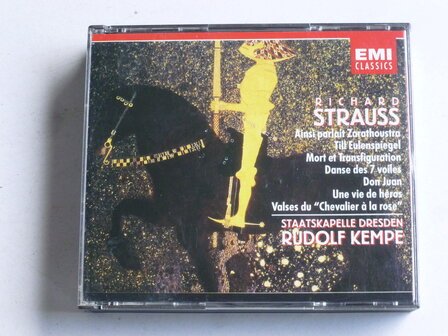 EMI
CLASSICS
RICHARD
STRAUSS
Ainsi parlait Zarathoustra
Till Eulenspiegel
Mort et Transfiguration
Danse des 7 voiles
Don Juan
Une vie de héros
Valses du "Chevalier à la rose"
STAATSKAPELLE DRESDEN
RUDOLF KEMPE